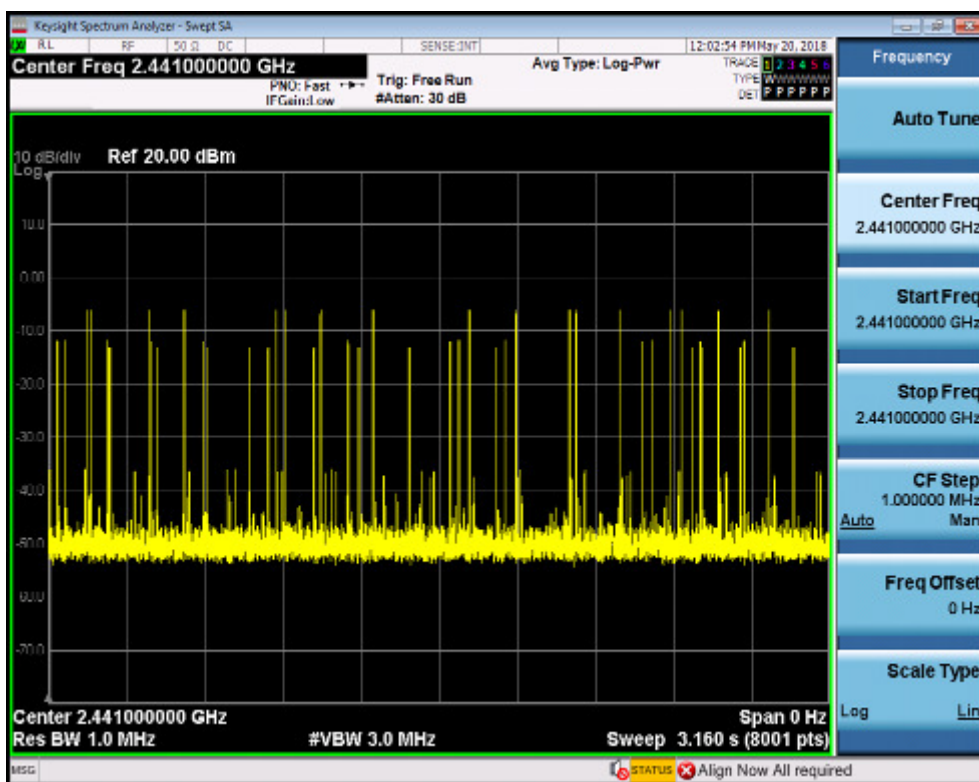 Keysight Spectrum Analyzer - Swept SA
RL RF 50 Ω DC SENSE:INT 12:02:54 PM May 20, 2018
Center Freq 2.441000000 GHz
PNO: Fast
IFGain:Low
Trig: Free Run
#Atten: 30 dB
Avg Type: Log-Pwr
TRACE 1 2 3 4 5 6
TYPE W W W W W W
DET P P P P P P
10 dB/div
Log
Ref 20.00 dBm
10.0
0.00
-10.0
-20.0
-30.0
-40.0
-50.0
-60.0
-70.0
Center 2.441000000 GHz
Span 0 Hz
Res BW 1.0 MHz
#VBW 3.0 MHz
Sweep 3.160 s (8001 pts)
MSG
STATUS
Align Now All required
Frequency
Auto Tune
Center Freq
2.441000000 GHz
Start Freq
2.441000000 GHz
Stop Freq
2.441000000 GHz
CF Step
1.000000 MHz
Auto Man
Freq Offset
0 Hz
Scale Type
Log Lin